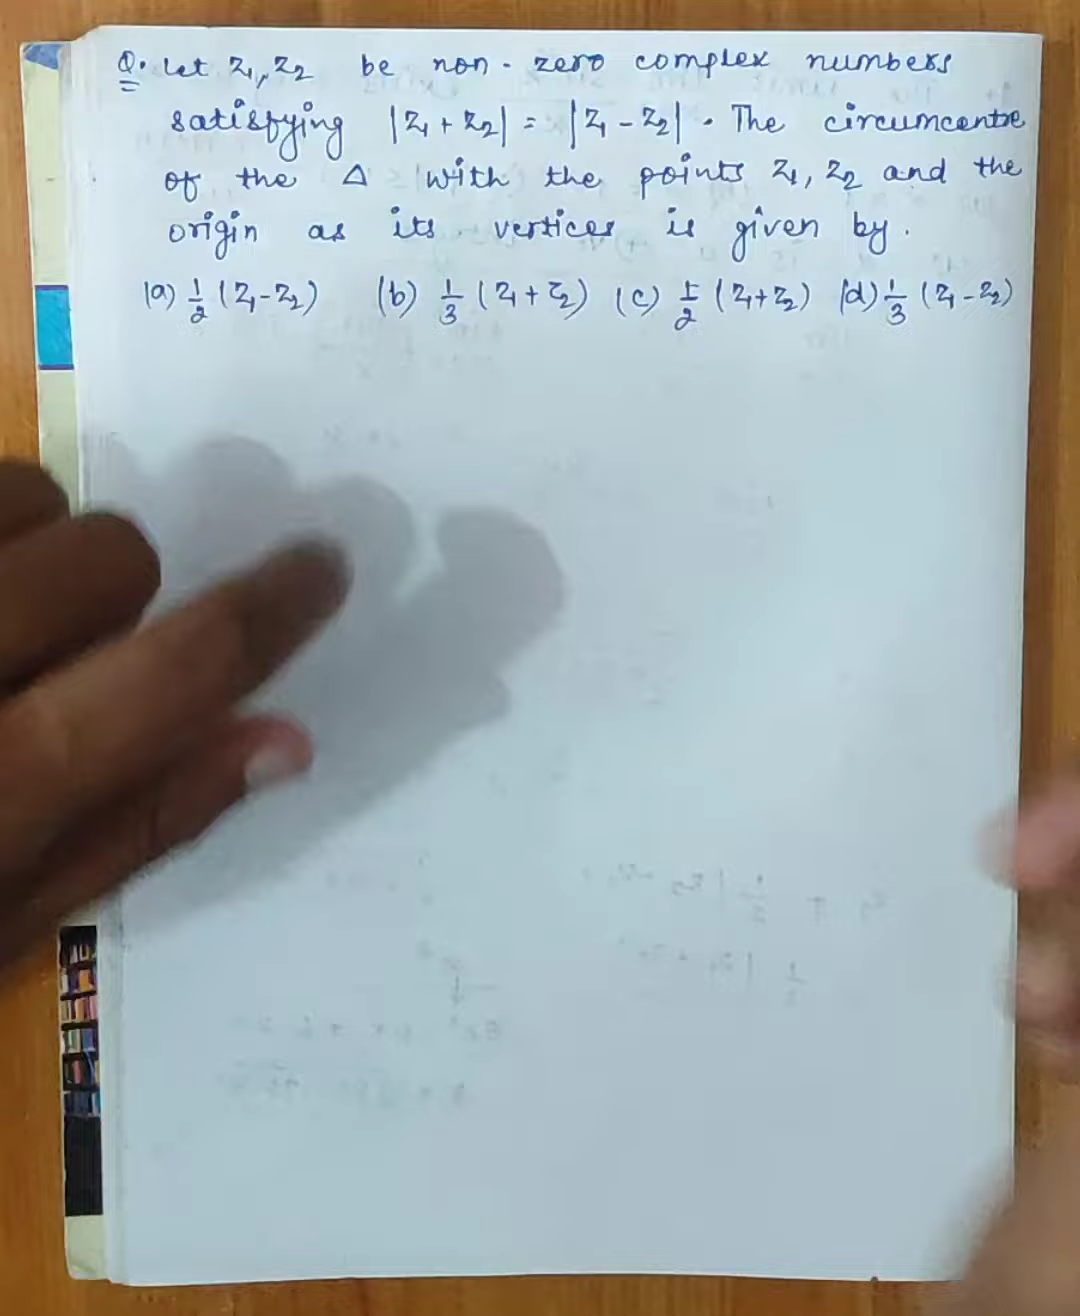 Q. Let z₁, z₂ be non-zero complex numbers
satisfying |z₁ + z₂| = |z₁ - z₂|. The circumcentre
of the Δ with the points z₁, z₂ and the
origin as its vertices is given by.
(a) 1/2 (z₁-z₂) (b) 1/3 (z₁+z₂) (c) 1/2 (z₁+z₂) (d) 1/3 (z₁-z₂)